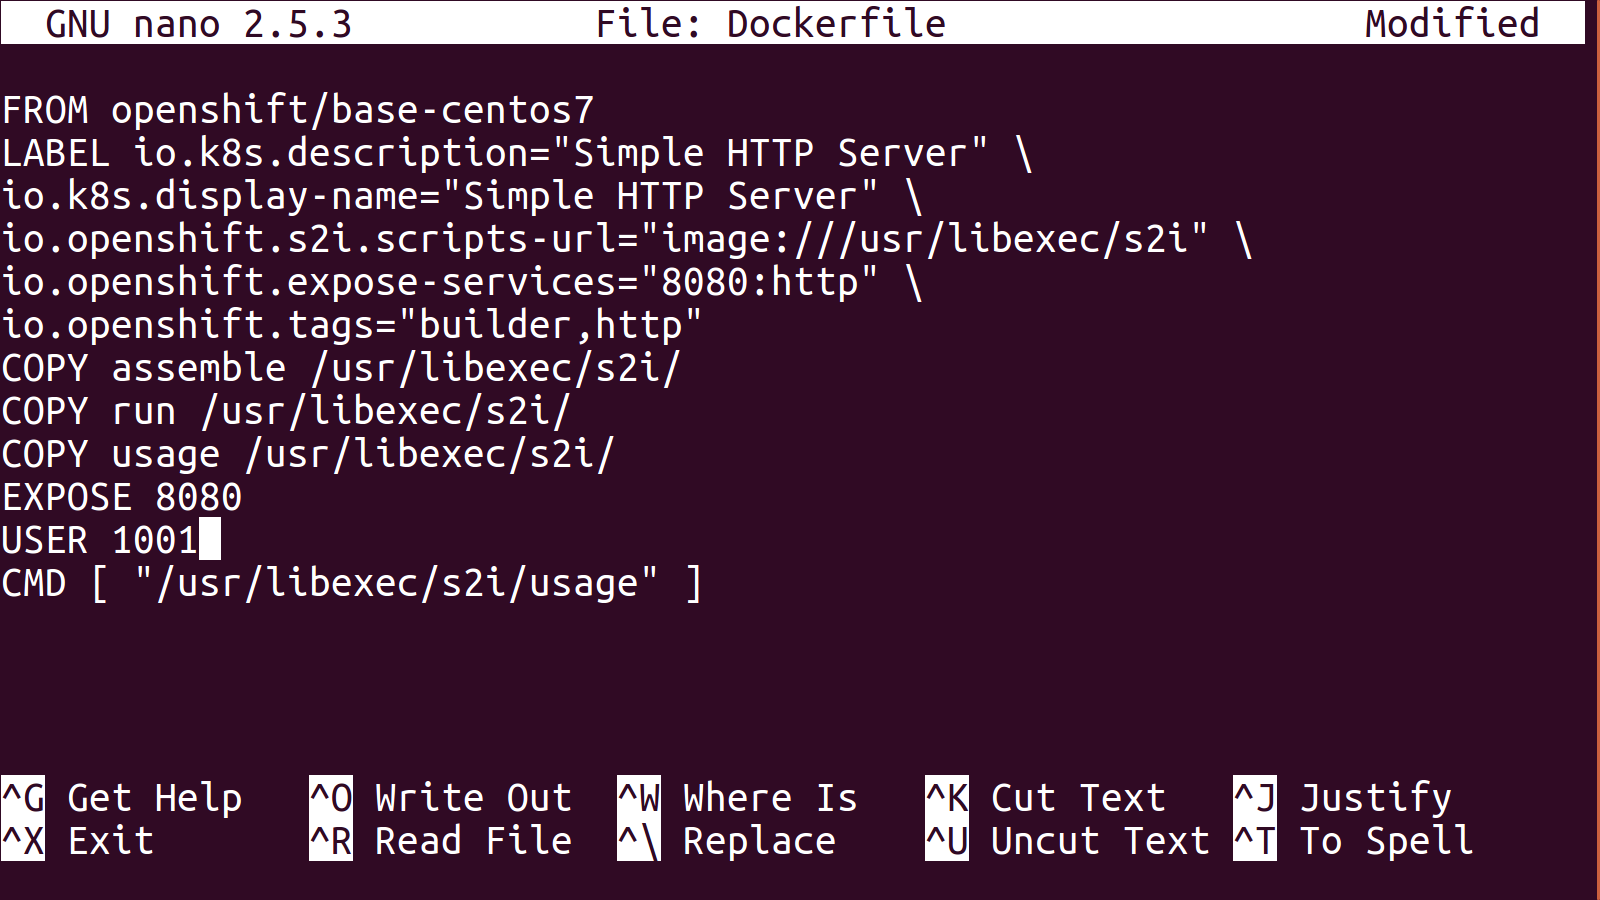 GNU nano 2.5.3 File: Dockerfile Modified
FROM openshift/base-centos7
LABEL io.k8s.description="Simple HTTP Server" \
io.k8s.display-name="Simple HTTP Server" \
io.openshift.s2i.scripts-url="image:///usr/libexec/s2i" \
io.openshift.expose-services="8080:http" \
io.openshift.tags="builder,http"
COPY assemble /usr/libexec/s2i/
COPY run /usr/libexec/s2i/
COPY usage /usr/libexec/s2i/
EXPOSE 8080
USER 1001
CMD [ "/usr/libexec/s2i/usage" ]
^G Get Help ^O Write Out ^W Where Is ^K Cut Text ^J Justify
^X Exit ^R Read File ^\ Replace ^U Uncut Text ^T To Spell